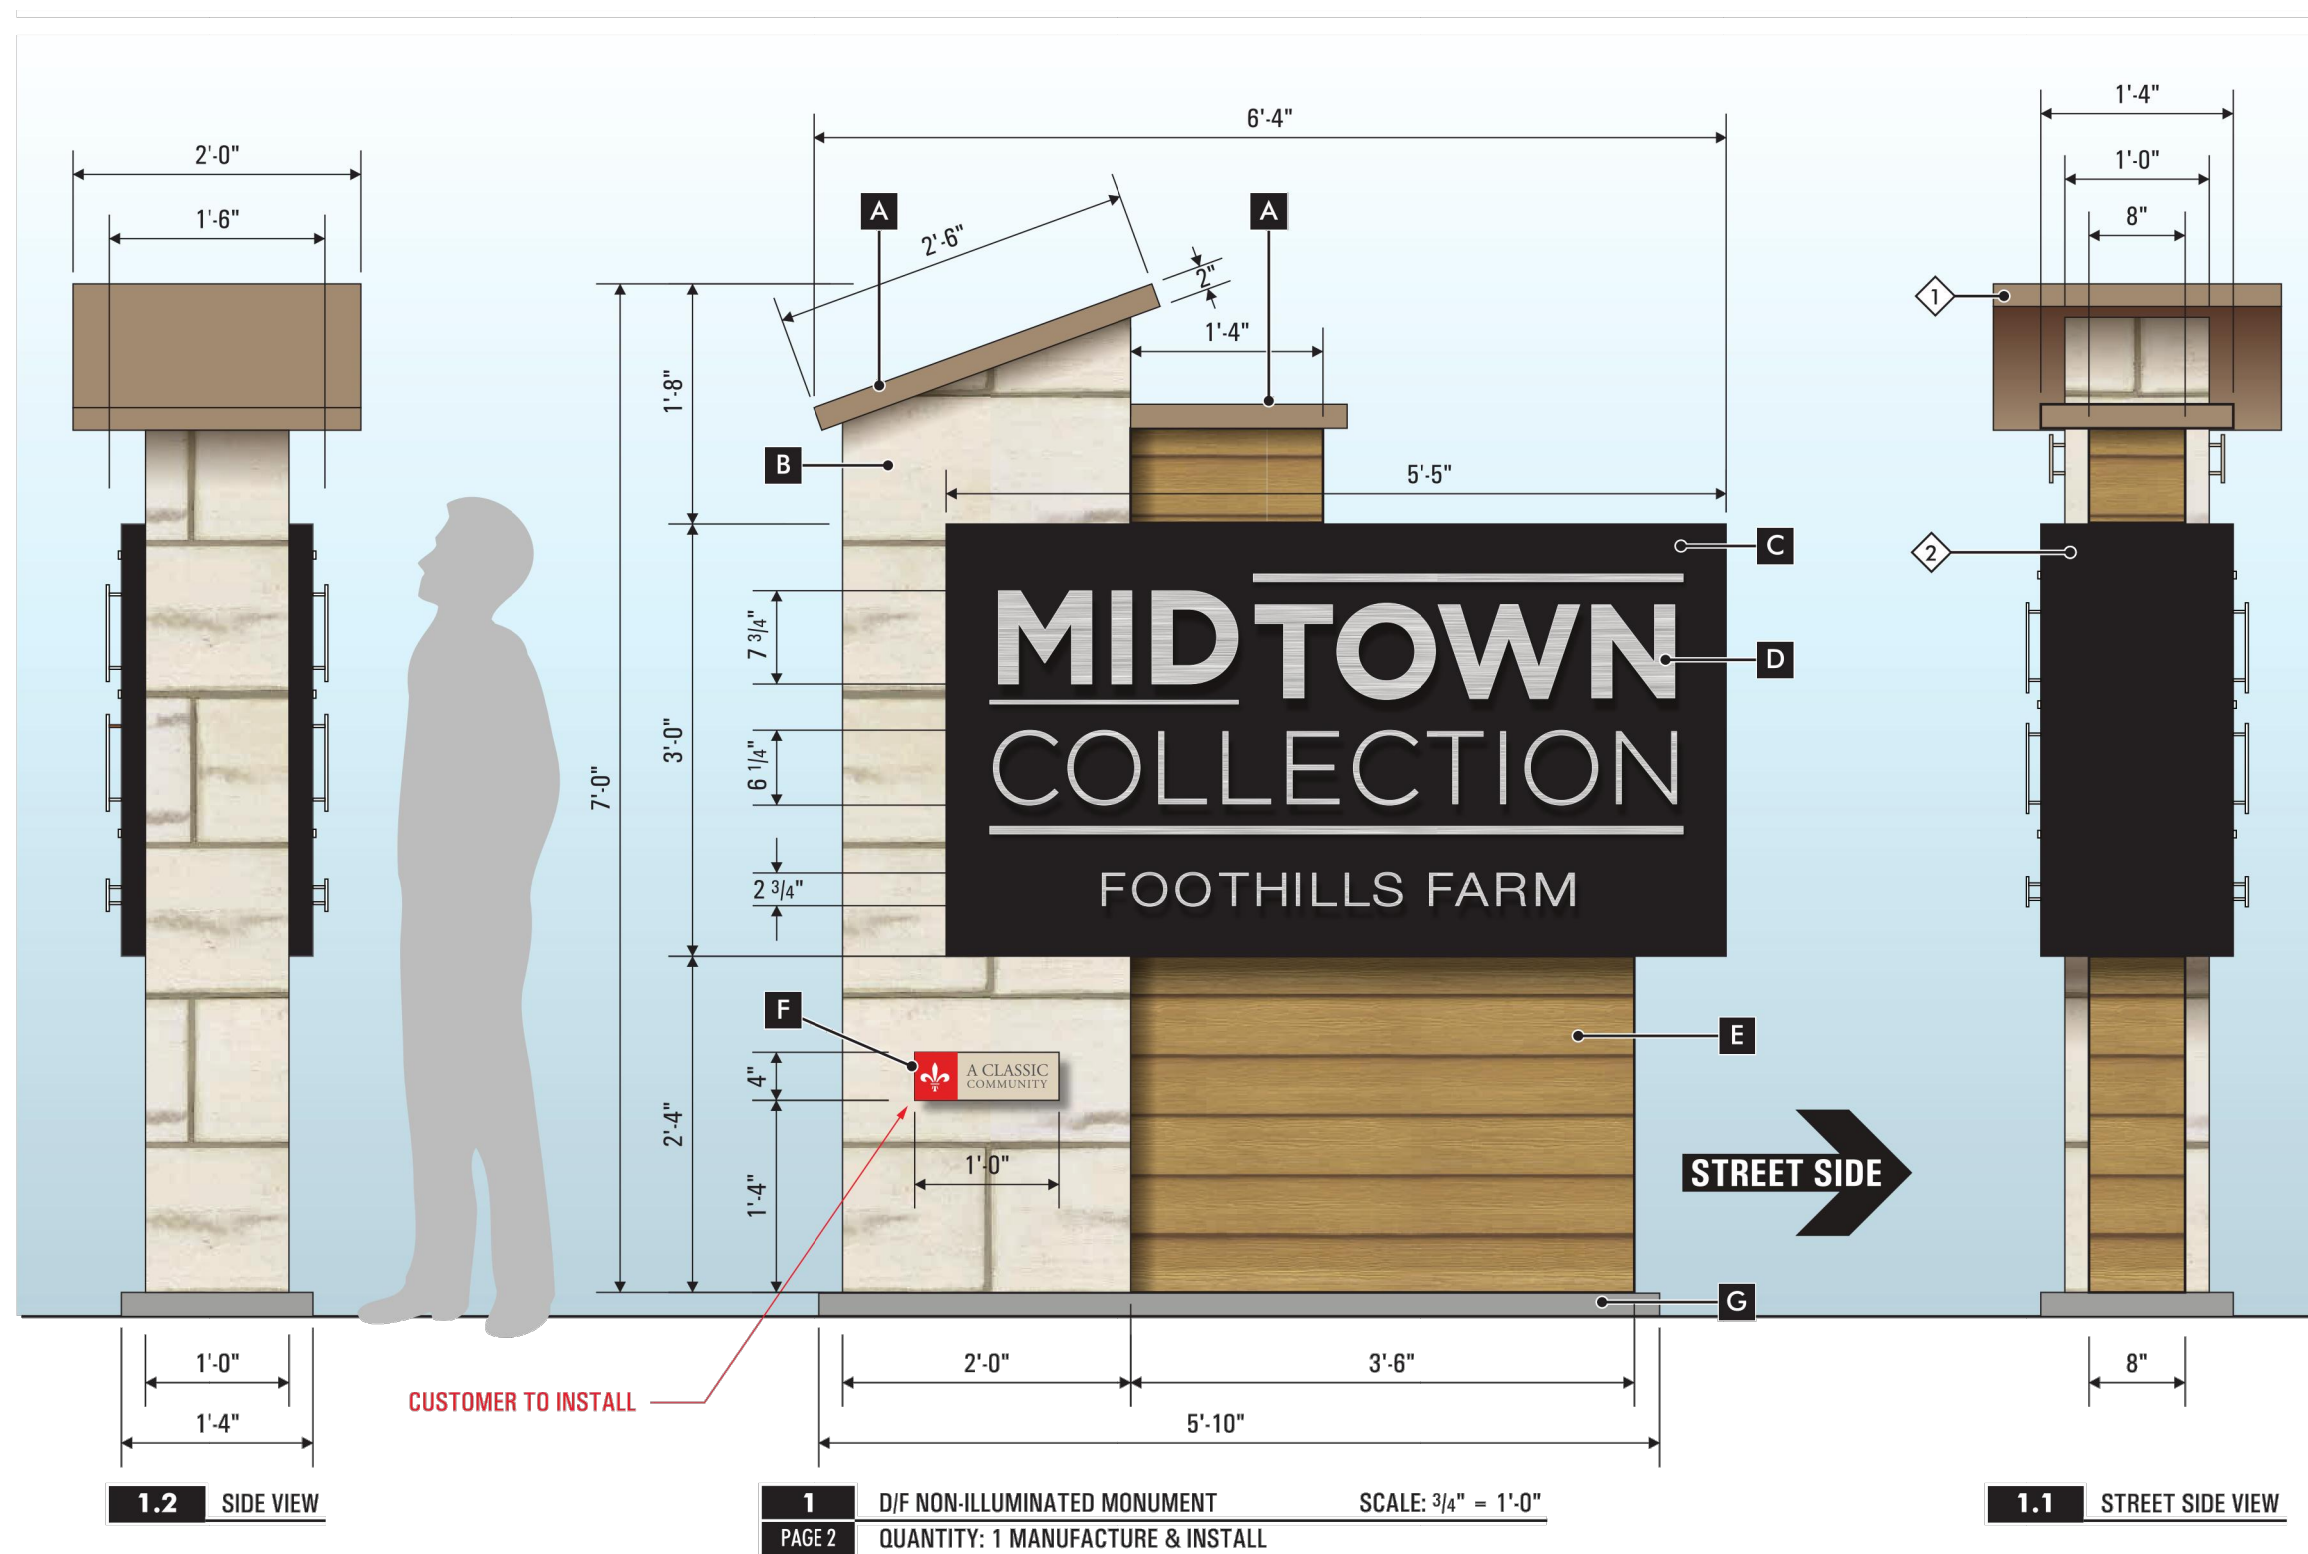 2'-0"
1'-6"
1'-0"
1'-4"
1.2 SIDE VIEW
6'-4"
A
A
2'-6"
2"
1'-4"
1'-8"
B
5'-5"
C
MIDTOWN
D
COLLECTION
FOOTHILLS FARM
7 3/4"
3'-0"
6 1/4"
7'-0"
2 3/4"
F
A CLASSIC
COMMUNITY
E
4"
2'-4"
1'-0"
1'-4"
STREET SIDE
G
2'-0"
3'-6"
CUSTOMER TO INSTALL
5'-10"
1 D/F NON-ILLUMINATED MONUMENT SCALE: 3/4" = 1'-0"
PAGE 2 QUANTITY: 1 MANUFACTURE & INSTALL
1'-4"
1'-0"
8"
1
2
8"
1.1 STREET SIDE VIEW